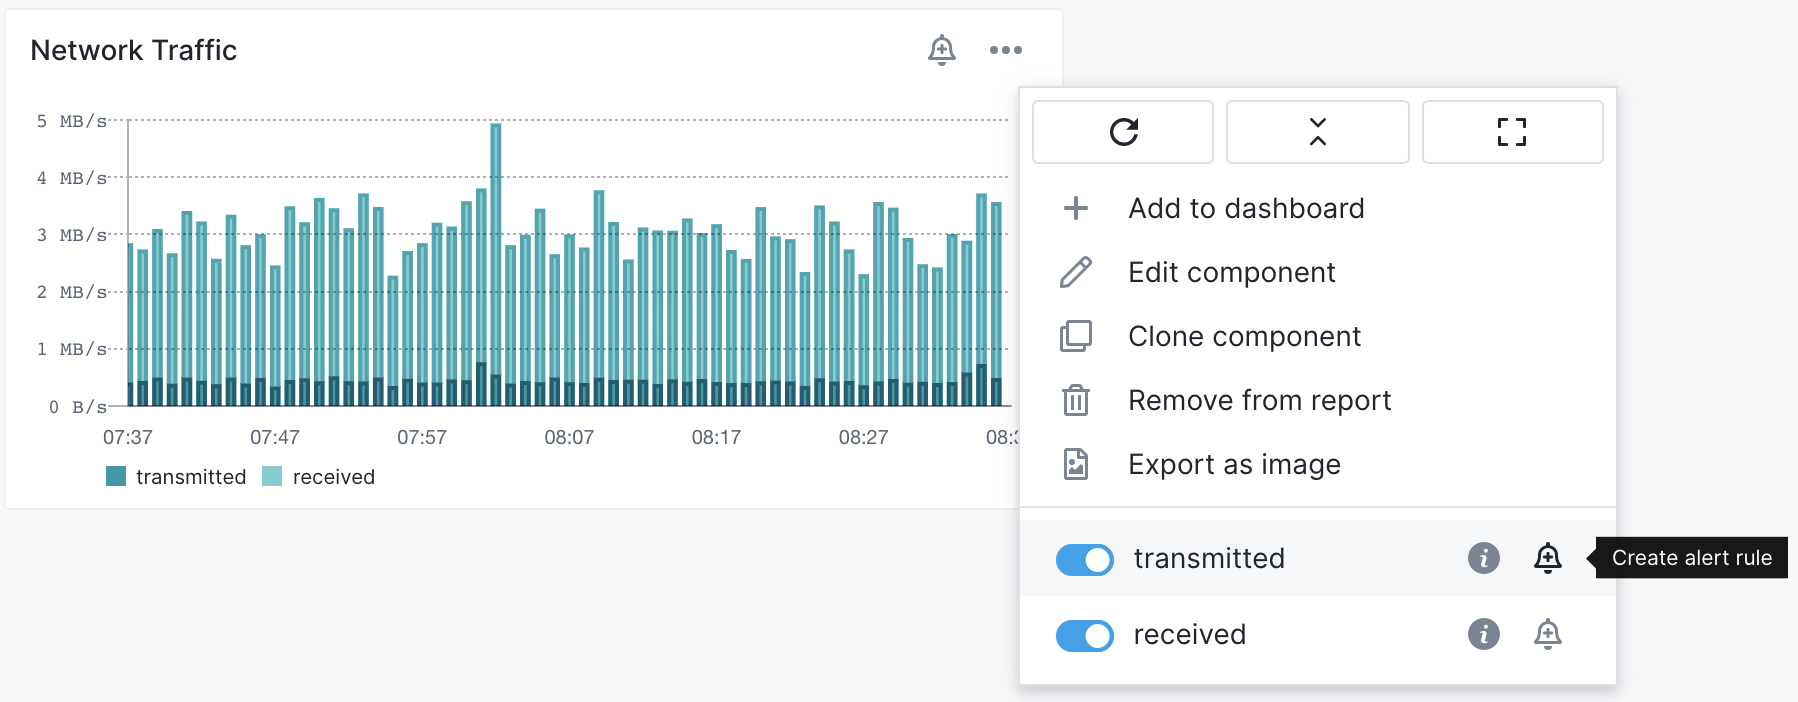 Network Traffic
5 MB/s
4 MB/s
3 MB/s
2 MB/s
1 MB/s
0 B/s
07:37 07:47 07:57 08:07 08:17 08:27
transmitted received
Add to dashboard
Edit component
Clone component
Remove from report
Export as image
transmitted
Create alert rule
received